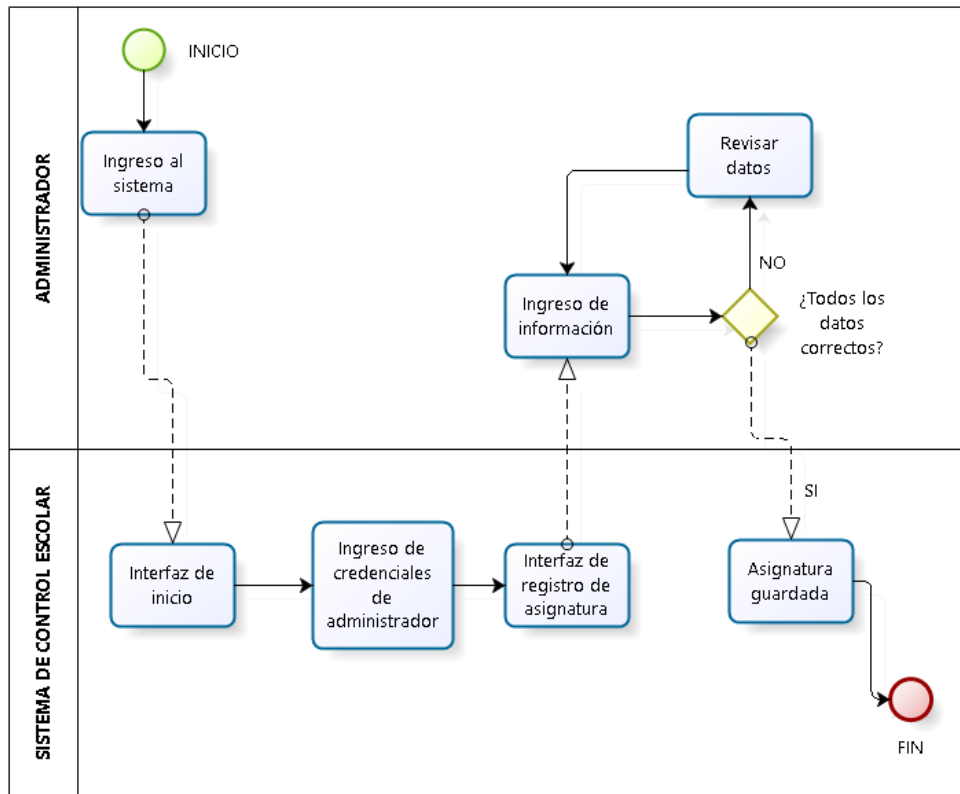 ADMINISTRADOR
INICIO
Ingreso al
sistema
Revisar
datos
NO
Ingreso de
información
¿Todos los
datos
correctos?
SISTEMA DE CONTROL ESCOLAR
SI
Interfaz de
inicio
Ingreso de
credenciales
de
administrador
Interfaz de
registro de
asignatura
Asignatura
guardada
FIN